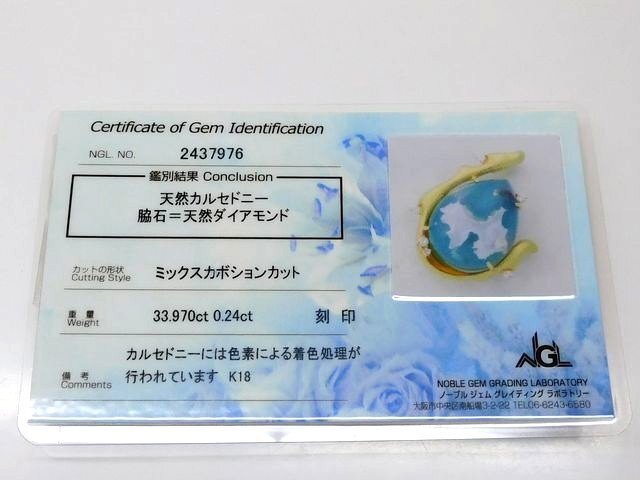 Certificate of Gem Identification
NGL. NO. 2437976
鑑別結果 Conclusion
天然カルセドニー
脇石＝天然ダイアモンド
カットの形状
Cutting Style
ミックスカボションカット
重量
Weight
33.970ct 0.24ct 刻印
備考
Comments
カルセドニーには色素による着色処理が
行われています K18
NGL
NOBLE GEM GRADING LABORATORY
ノーブル ジェム グレイディング ラボラトリー
大阪市中央区南船場3-2-22 TEL06-6243-6580